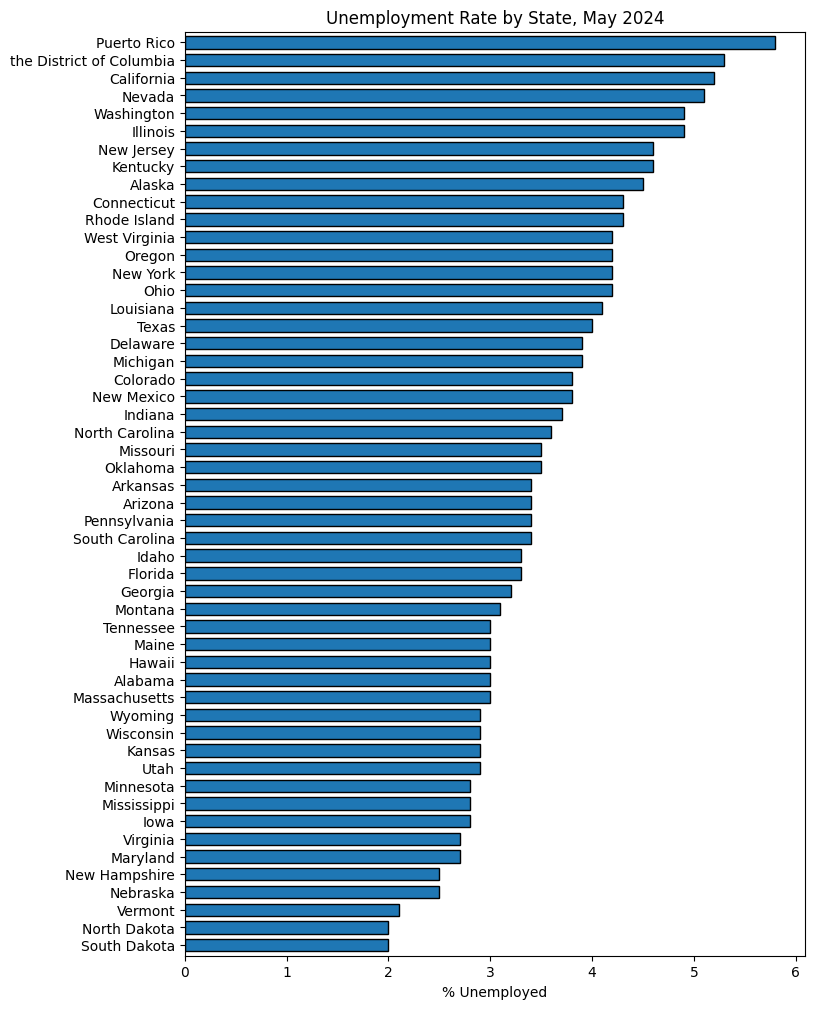 Unemployment Rate by State, May 2024
Puerto Rico
the District of Columbia
California
Nevada
Washington
Illinois
New Jersey
Kentucky
Alaska
Connecticut
Rhode Island
West Virginia
Oregon
New York
Ohio
Louisiana
Texas
Delaware
Michigan
Colorado
New Mexico
Indiana
North Carolina
Missouri
Oklahoma
Arkansas
Arizona
Pennsylvania
South Carolina
Idaho
Florida
Georgia
Montana
Tennessee
Maine
Hawaii
Alabama
Massachusetts
Wyoming
Wisconsin
Kansas
Utah
Minnesota
Mississippi
Iowa
Virginia
Maryland
New Hampshire
Nebraska
Vermont
North Dakota
South Dakota
0 1 2 3 4 5 6
% Unemployed